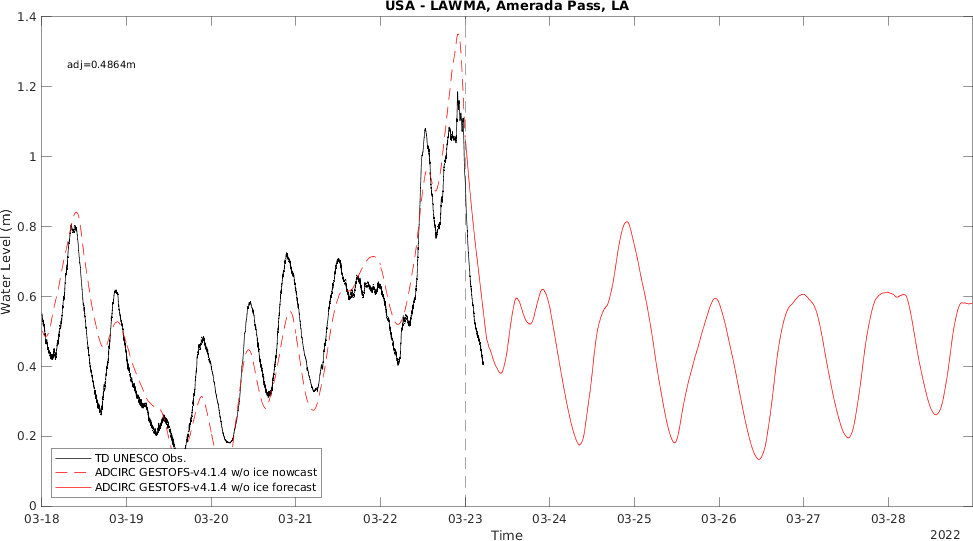 USA - LAWMA, Amerada Pass, LA
1.4
1.2
1
0.8
0.6
0.4
0.2
0
Water Level (m)
adj=0.4864m
TD UNESCO Obs.
ADCIRC GESTOFS-v4.1.4 w/o ice nowcast
ADCIRC GESTOFS-v4.1.4 w/o ice forecast
03-18 03-19 03-20 03-21 03-22 03-23 03-24 03-25 03-26 03-27 03-28
Time
2022